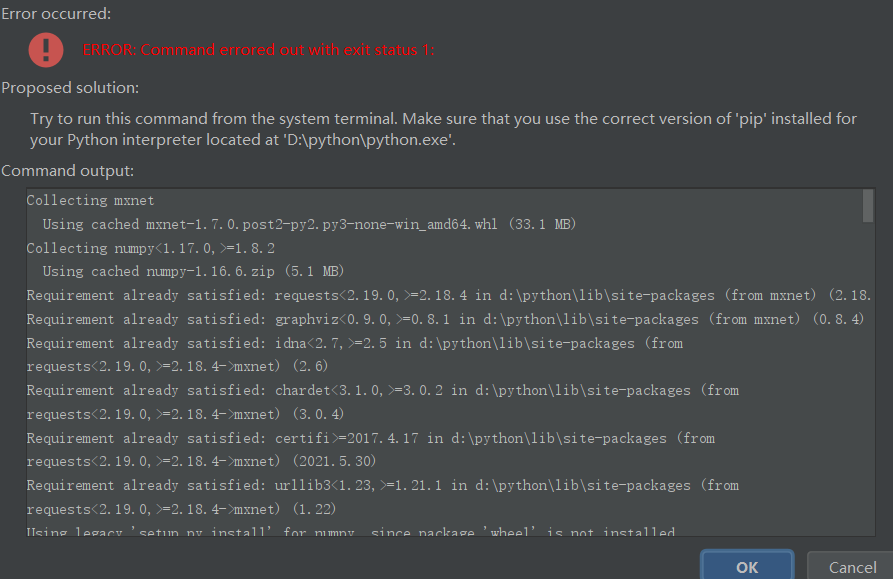 Error occurred:
ERROR: Command errored out with exit status 1:
Proposed solution:
Try to run this command from the system terminal. Make sure that you use the correct version of 'pip' installed for
your Python interpreter located at 'D:\python\python.exe'.
Command output:
Collecting mxnet
Using cached mxnet-1.7.0.post2-py2.py3-none-win_amd64.whl (33.1 MB)
Collecting numpy<1.17.0,>=1.8.2
Using cached numpy-1.16.6.zip (5.1 MB)
Requirement already satisfied: requests<2.19.0,>=2.18.4 in d:\python\lib\site-packages (from mxnet) (2.18.
Requirement already satisfied: graphviz<0.9.0,>=0.8.1 in d:\python\lib\site-packages (from mxnet) (0.8.4)
Requirement already satisfied: idna<2.7,>=2.5 in d:\python\lib\site-packages (from
requests<2.19.0,>=2.18.4->mxnet) (2.6)
Requirement already satisfied: chardet<3.1.0,>=3.0.2 in d:\python\lib\site-packages (from
requests<2.19.0,>=2.18.4->mxnet) (3.0.4)
Requirement already satisfied: certifi>=2017.4.17 in d:\python\lib\site-packages (from
requests<2.19.0,>=2.18.4->mxnet) (2021.5.30)
Requirement already satisfied: urllib3<1.23,>=1.21.1 in d:\python\lib\site-packages (from
requests<2.19.0,>=2.18.4->mxnet) (1.22)
Using legacy 'setup.py install' for numpy, since package 'wheel' is not installed
OK
Cancel